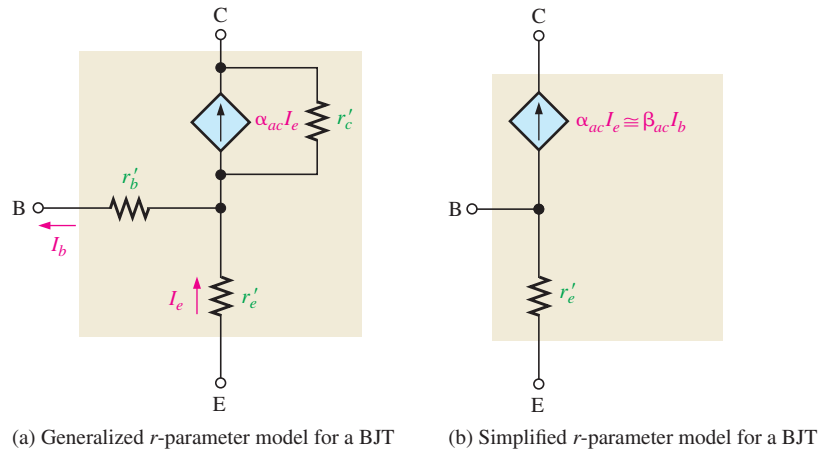 C
α_ac I_e
r′_c
r′_b
B
I_b
I_e
r′_e
E
(a) Generalized r-parameter model for a BJT
C
α_ac I_e ≅ β_ac I_b
B
r′_e
E
(b) Simplified r-parameter model for a BJT